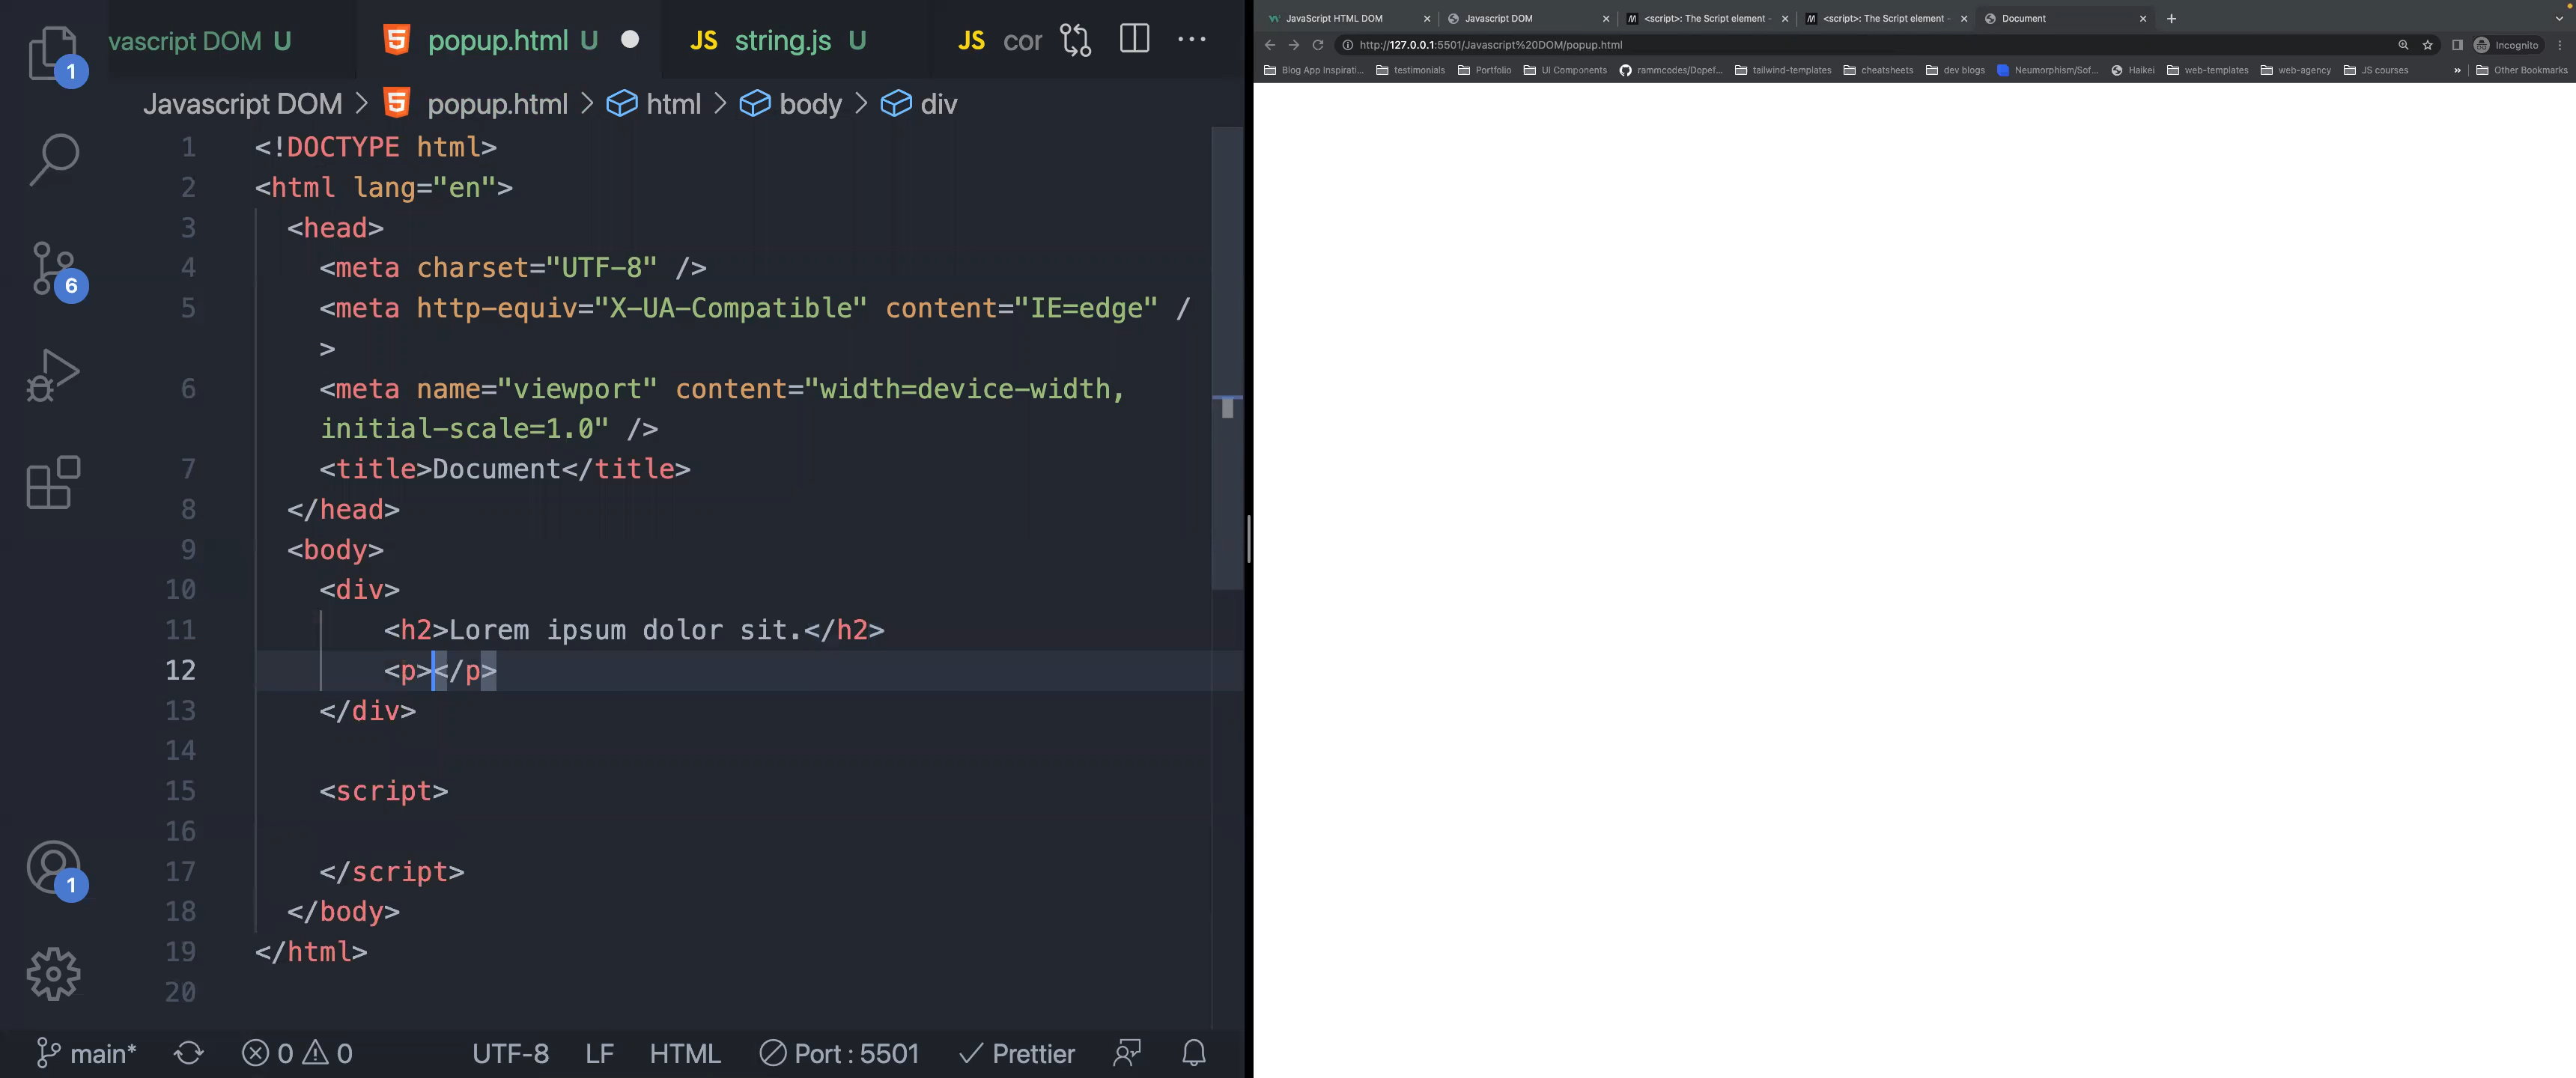 vascript DOM U
popup.html U
JS string.js U
JS cor
Javascript DOM > popup.html > html > body > div
1 <!DOCTYPE html>
2 <html lang="en">
3 <head>
4 <meta charset="UTF-8" />
5 <meta http-equiv="X-UA-Compatible" content="IE=edge" /
>
6 <meta name="viewport" content="width=device-width,
initial-scale=1.0" />
7 <title>Document</title>
8 </head>
9 <body>
10 <div>
11 <h2>Lorem ipsum dolor sit.</h2>
12 <p></p>
13 </div>
14
15 <script>
16
17 </script>
18 </body>
19 </html>
20
1
6
1
main* 0 0 UTF-8 LF HTML Port : 5501 Prettier
JavaScript HTML DOM
Javascript DOM
<script>: The Script element -
<script>: The Script element -
Document
http://127.0.0.1:5501/Javascript%20DOM/popup.html
Incognito
Blog App Inspirati...
testimonials
Portfolio
UI Components
rammcodes/Dopef...
tailwind-templates
cheatsheets
dev blogs
Neumorphism/Sof...
Haikei
web-templates
web-agency
JS courses
»
Other Bookmarks